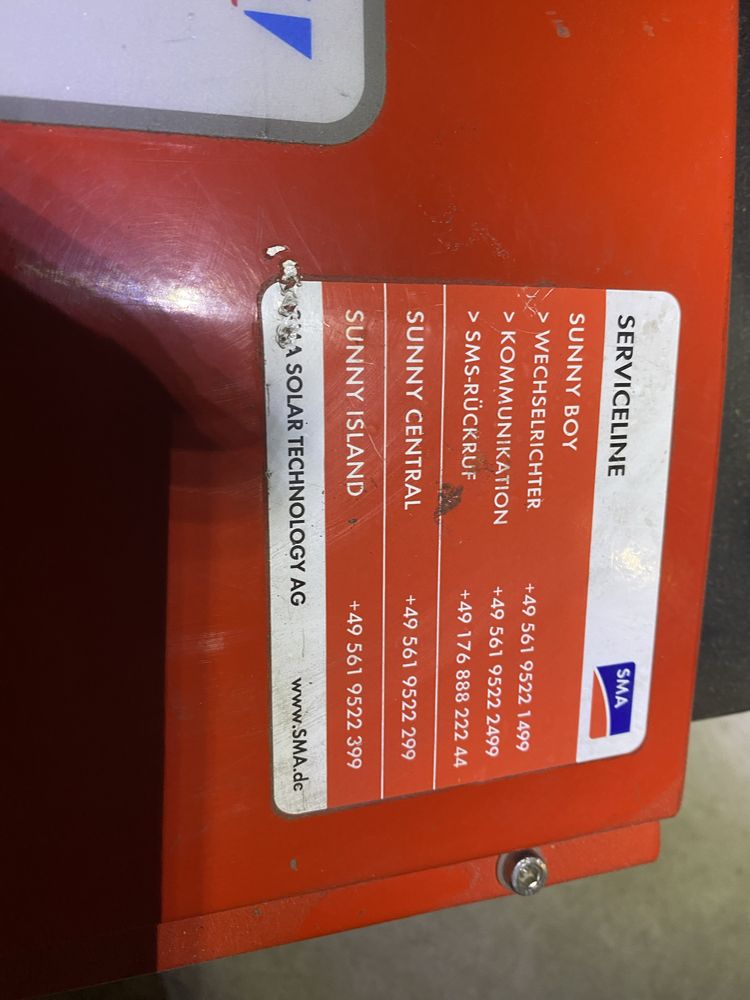 SERVICELINE SMA
SUNNY BOY
> WECHSELRICHTER +49 561 9522 1499
> KOMMUNIKATION +49 561 9522 2499
> SMS-RÜCKRUF +49 176 888 222 44
SUNNY CENTRAL +49 561 9522 299
SUNNY ISLAND +49 561 9522 399
SMA SOLAR TECHNOLOGY AG www.SMA.de